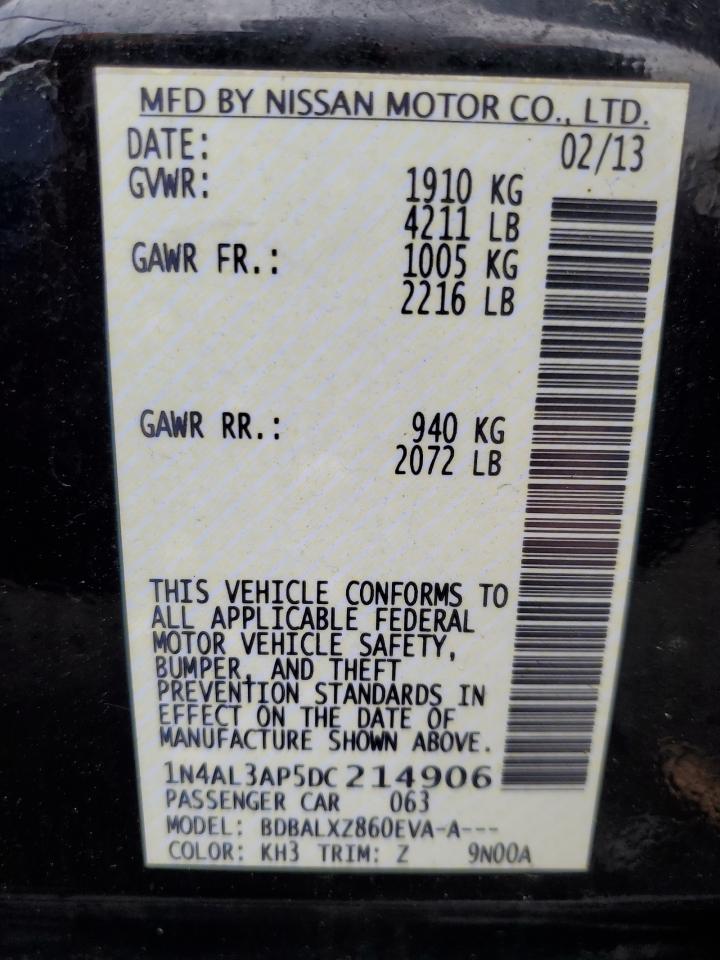 MFD BY NISSAN MOTOR CO., LTD.
DATE: 02/13
GVWR: 1910 KG
4211 LB
GAWR FR.: 1005 KG
2216 LB
GAWR RR.: 940 KG
2072 LB
THIS VEHICLE CONFORMS TO
ALL APPLICABLE FEDERAL
MOTOR VEHICLE SAFETY,
BUMPER, AND THEFT
PREVENTION STANDARDS IN
EFFECT ON THE DATE OF
MANUFACTURE SHOWN ABOVE.
1N4AL3AP5DC 214906
PASSENGER CAR 063
MODEL: BDBALXZ860EVA-A---
COLOR: KH3 TRIM: Z 9N00A